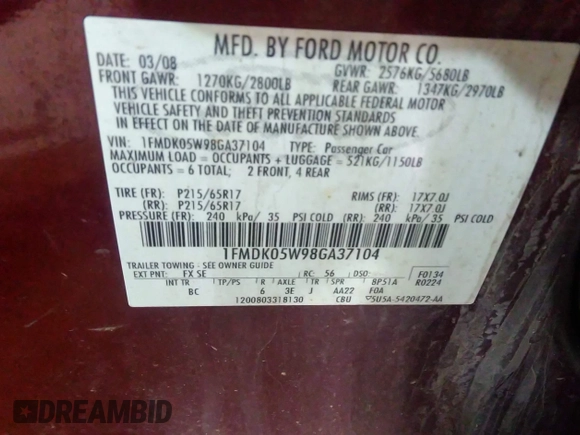 MFD. BY FORD MOTOR CO.
DATE: 03/08 GVWR: 2576KG/5680LB
FRONT GAWR: 1270KG/2800LB REAR GAWR: 1347KG/2970LB
THIS VEHICLE CONFORMS TO ALL APPLICABLE FEDERAL MOTOR
VEHICLE SAFETY AND THEFT PREVENTION STANDARDS
IN EFFECT ON THE DATE OF MANUFACTURE SHOWN ABOVE.
VIN: 1FMDK05W98GA37104 TYPE: Passenger Car
MAXIMUM LOAD = OCCUPANTS + LUGGAGE = 521KG/1150LB
OCCUPANTS = 6 TOTAL; 2 FRONT, 4 REAR
TIRE (FR): P215/65R17 RIMS (FR): 17X7.0J
(RR): P215/65R17 (RR): 17X7.0J
PRESSURE (FR): 240 kPa/ 35 PSI COLD (RR): 240 kPa/ 35 PSI COLD
1FMDK05W98GA37104
TRAILER TOWING - SEE OWNER GUIDE
EXT PNT: FX SE RC: 56 DSO: F0134
INT TR TP/PS R AXLE TR SPR BPS1A R0224
BC 6 3E J AA22 F0A
1200803318130 CBU 5U5A-5420472-AA
DREAMBID